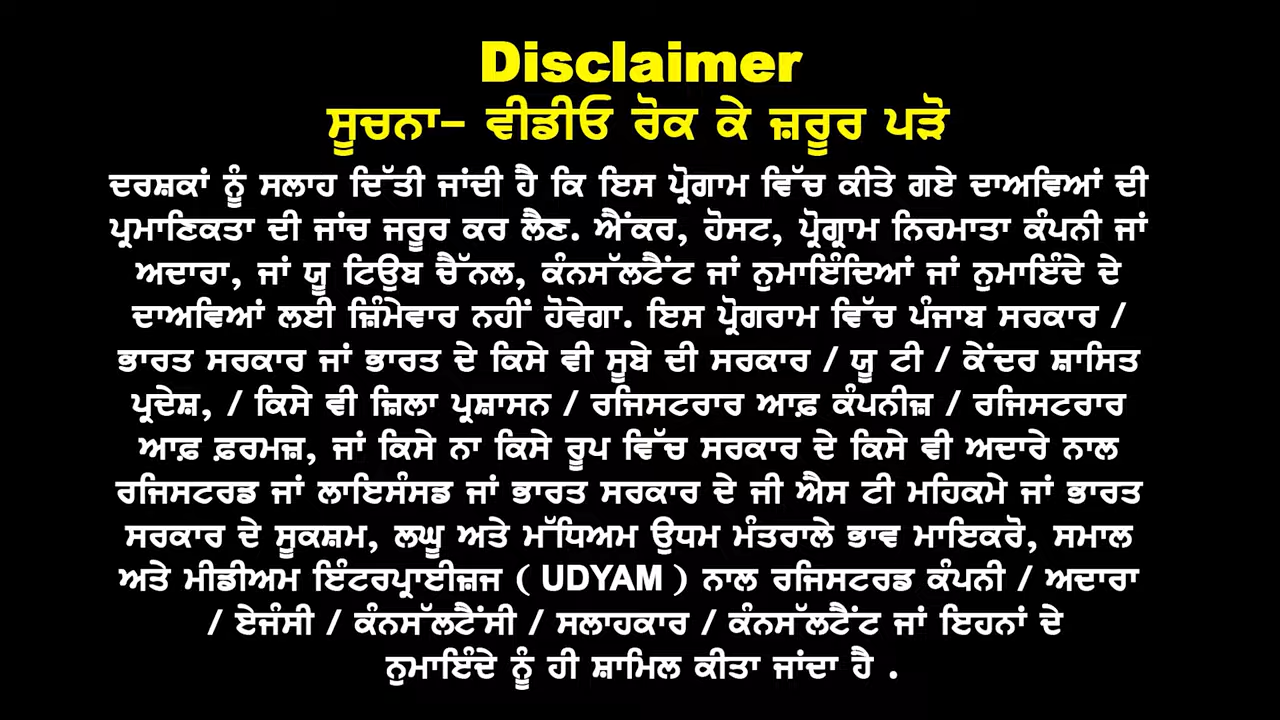 Disclaimer
ਸੂਚਨਾ- ਵੀਡੀਓ ਰੋਕ ਕੇ ਜ਼ਰੂਰ ਪੜੋ
ਦਰਸ਼ਕਾਂ ਨੂੰ ਸਲਾਹ ਦਿੱਤੀ ਜਾਂਦੀ ਹੈ ਕਿ ਇਸ ਪ੍ਰੋਗਾਮ ਵਿੱਚ ਕੀਤੇ ਗਏ ਦਾਅਵਿਆਂ ਦੀ
ਪ੍ਰਮਾਣਿਕਤਾ ਦੀ ਜਾਂਚ ਜਰੂਰ ਕਰ ਲੈਣ. ਐਂਕਰ, ਹੋਸਟ, ਪ੍ਰੋਗ੍ਰਾਮ ਨਿਰਮਾਤਾ ਕੰਪਨੀ ਜਾਂ
ਅਦਾਰਾ, ਜਾਂ ਯੂ ਟਿਊਬ ਚੈੱਨਲ, ਕੰਨਸੱਲਟੈਂਟ ਜਾਂ ਨੁਮਾਇੰਦਿਆਂ ਜਾਂ ਨੁਮਾਇੰਦੇ ਦੇ
ਦਾਅਵਿਆਂ ਲਈ ਜ਼ਿੰਮੇਵਾਰ ਨਹੀਂ ਹੋਵੇਗਾ. ਇਸ ਪ੍ਰੋਗਰਾਮ ਵਿੱਚ ਪੰਜਾਬ ਸਰਕਾਰ /
ਭਾਰਤ ਸਰਕਾਰ ਜਾਂ ਭਾਰਤ ਦੇ ਕਿਸੇ ਵੀ ਸੂਬੇ ਦੀ ਸਰਕਾਰ / ਯੂ ਟੀ / ਕੇਂਦਰ ਸ਼ਾਸਿਤ
ਪ੍ਰਦੇਸ਼, / ਕਿਸੇ ਵੀ ਜ਼ਿਲਾ ਪ੍ਰਸ਼ਾਸਨ / ਰਜਿਸਟਰਾਰ ਆਫ਼ ਕੰਪਨੀਜ਼ / ਰਜਿਸਟਰਾਰ
ਆਫ਼ ਫ਼ਰਮਜ਼, ਜਾਂ ਕਿਸੇ ਨਾ ਕਿਸੇ ਰੂਪ ਵਿੱਚ ਸਰਕਾਰ ਦੇ ਕਿਸੇ ਵੀ ਅਦਾਰੇ ਨਾਲ
ਰਜਿਸਟਰਡ ਜਾਂ ਲਾਇਸੰਸਡ ਜਾਂ ਭਾਰਤ ਸਰਕਾਰ ਦੇ ਜੀ ਐਸ ਟੀ ਮਹਿਕਮੇ ਜਾਂ ਭਾਰਤ
ਸਰਕਾਰ ਦੇ ਸੂਕਸ਼ਮ, ਲਘੂ ਅਤੇ ਮੱਧਿਅਮ ਉਧਮ ਮੰਤਰਾਲੇ ਭਾਵ ਮਾਇਕਰੋ, ਸਮਾਲ
ਅਤੇ ਮੀਡੀਅਮ ਇੰਟਰਪ੍ਰਾਈਜ਼ਜ ( UDYAM ) ਨਾਲ ਰਜਿਸਟਰਡ ਕੰਪਨੀ / ਅਦਾਰਾ
/ ਏਜੰਸੀ / ਕੰਨਸੱਲਟੈਂਸੀ / ਸਲਾਹਕਾਰ / ਕੰਨਸੱਲਟੈਂਟ ਜਾਂ ਇਹਨਾਂ ਦੇ
ਨੁਮਾਇੰਦੇ ਨੂੰ ਹੀ ਸ਼ਾਮਿਲ ਕੀਤਾ ਜਾਂਦਾ ਹੈ .